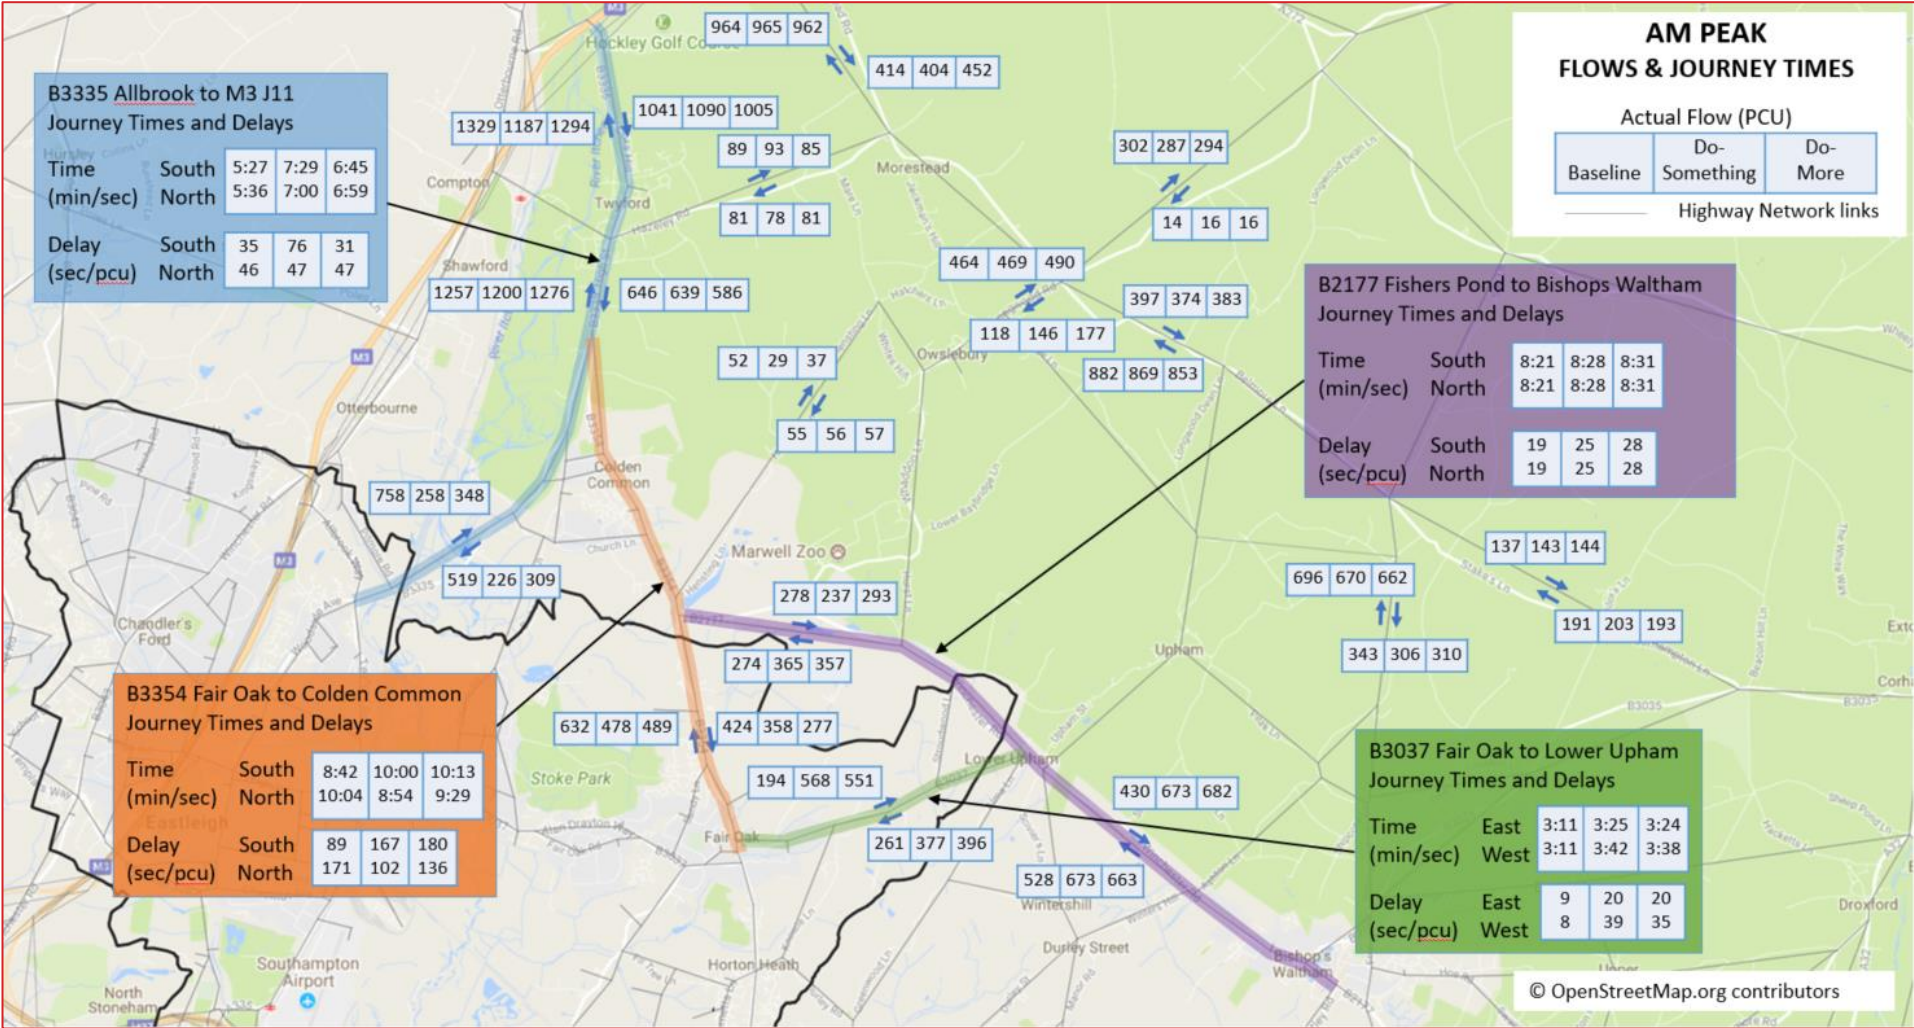 AM PEAK
FLOWS & JOURNEY TIMES
Actual Flow (PCU)
Baseline
Do-Something
Do-More
Highway Network links
964 965 962
414 404 452
Hockley Golf Course
B3335 Allbrook to M3 J11
Journey Times and Delays
Time South 5:27 7:29 6:45
(min/sec) North 5:36 7:00 6:59
Delay South 35 76 31
(sec/pcu) North 46 47 47
1329 1187 1294
1041 1090 1005
89 93 85
81 78 81
302 287 294
14 16 16
Morestead
Compton
Twyford
Hazeley Rd
Shawford
464 469 490
118 146 177
397 374 383
882 869 853
1257 1200 1276
646 639 586
52 29 37
55 56 57
Owslebury
M3
Otterbourne
B2177 Fishers Pond to Bishops Waltham
Journey Times and Delays
Time South 8:21 8:28 8:31
(min/sec) North 8:21 8:28 8:31
Delay South 19 25 28
(sec/pcu) North 19 25 28
Colden
Common
758 258 348
519 226 309
Church Ln
Marwell Zoo
Lower Baybridge Ln
M3
137 143 144
191 203 193
696 670 662
343 306 310
278 237 293
274 365 357
Chandler's
Ford
Upham
B3354 Fair Oak to Colden Common
Journey Times and Delays
Time South 8:42 10:00 10:13
(min/sec) North 10:04 8:54 9:29
Delay South 89 167 180
(sec/pcu) North 171 102 136
632 478 489
424 358 277
Stoke Park
194 568 551
261 377 396
Lower Upham
Fair Oak
430 673 682
528 673 663
B3035
B3037 Fair Oak to Lower Upham
Journey Times and Delays
Time East 3:11 3:25 3:24
(min/sec) West 3:11 3:42 3:38
Delay East 9 20 20
(sec/pcu) West 8 39 35
Eastleigh
Wintershill
Durley Street
Droxford
Southampton
Airport
Horton Heath
Bishop's
Waltham
North
Stoneham
Upper
© OpenStreetMap.org contributors